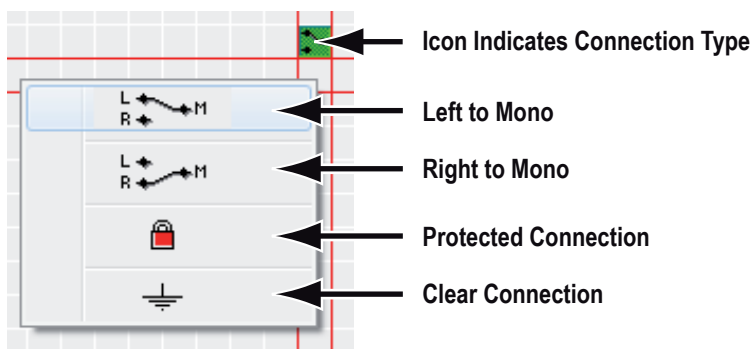 Icon Indicates Connection Type
L M
R
Left to Mono
L M
R
Right to Mono
Protected Connection
Clear Connection